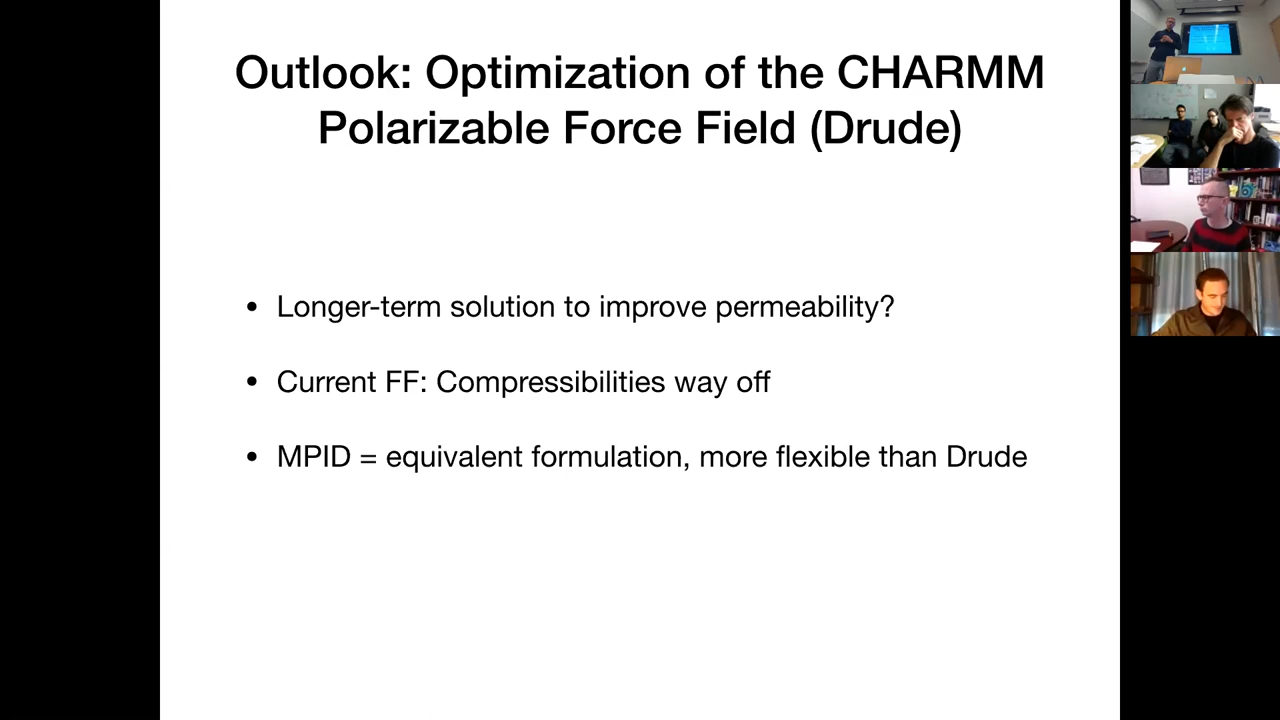 Outlook: Optimization of the CHARMM
Polarizable Force Field (Drude)
• Longer-term solution to improve permeability?
• Current FF: Compressibilities way off
• MPID = equivalent formulation, more flexible than Drude